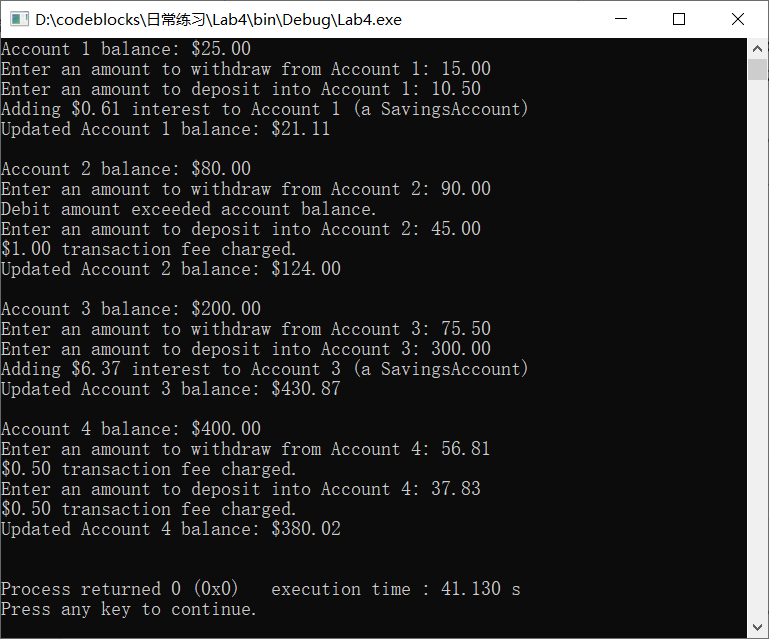 D:\codeblocks\日常练习\Lab4\bin\Debug\Lab4.exe
Account 1 balance: $25.00
Enter an amount to withdraw from Account 1: 15.00
Enter an amount to deposit into Account 1: 10.50
Adding $0.61 interest to Account 1 (a SavingsAccount)
Updated Account 1 balance: $21.11
Account 2 balance: $80.00
Enter an amount to withdraw from Account 2: 90.00
Debit amount exceeded account balance.
Enter an amount to deposit into Account 2: 45.00
$1.00 transaction fee charged.
Updated Account 2 balance: $124.00
Account 3 balance: $200.00
Enter an amount to withdraw from Account 3: 75.50
Enter an amount to deposit into Account 3: 300.00
Adding $6.37 interest to Account 3 (a SavingsAccount)
Updated Account 3 balance: $430.87
Account 4 balance: $400.00
Enter an amount to withdraw from Account 4: 56.81
$0.50 transaction fee charged.
Enter an amount to deposit into Account 4: 37.83
$0.50 transaction fee charged.
Updated Account 4 balance: $380.02
Process returned 0 (0x0)   execution time : 41.130 s
Press any key to continue.